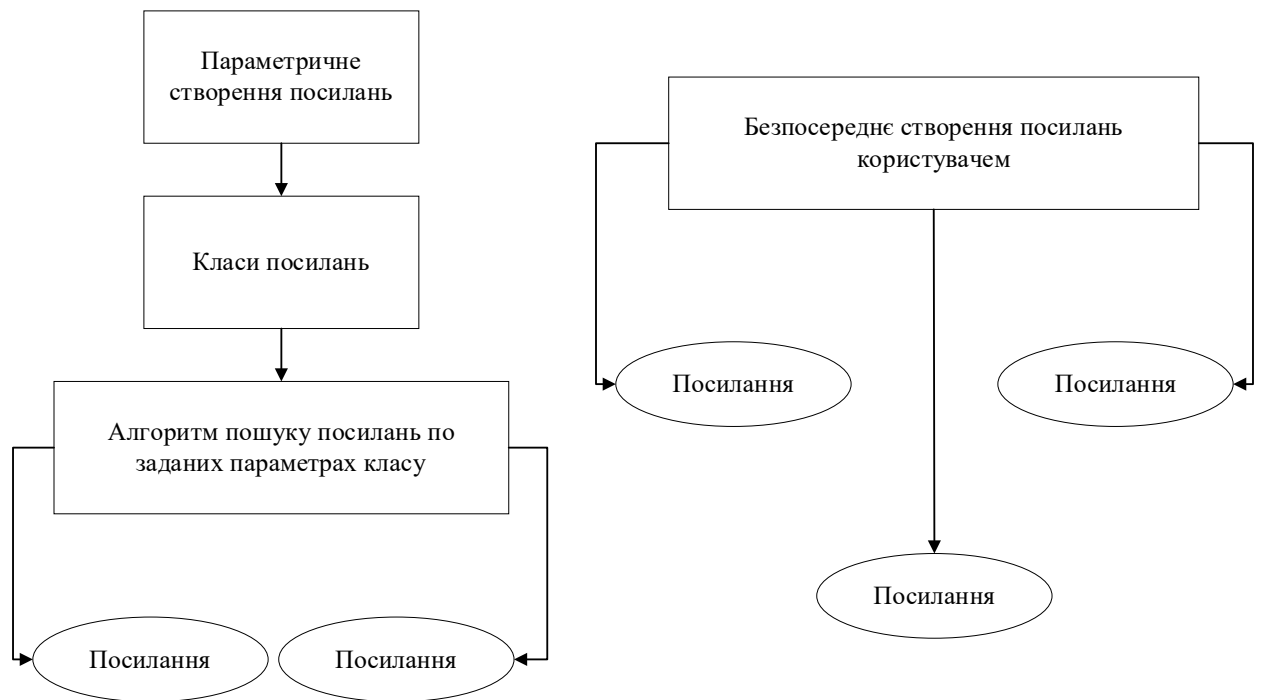 Параметричне
створення посилань
Класи посилань
Алгоритм пошуку посилань по
заданих параметрах класу
Посилання
Посилання
Безпосереднє створення посилань
користувачем
Посилання
Посилання
Посилання